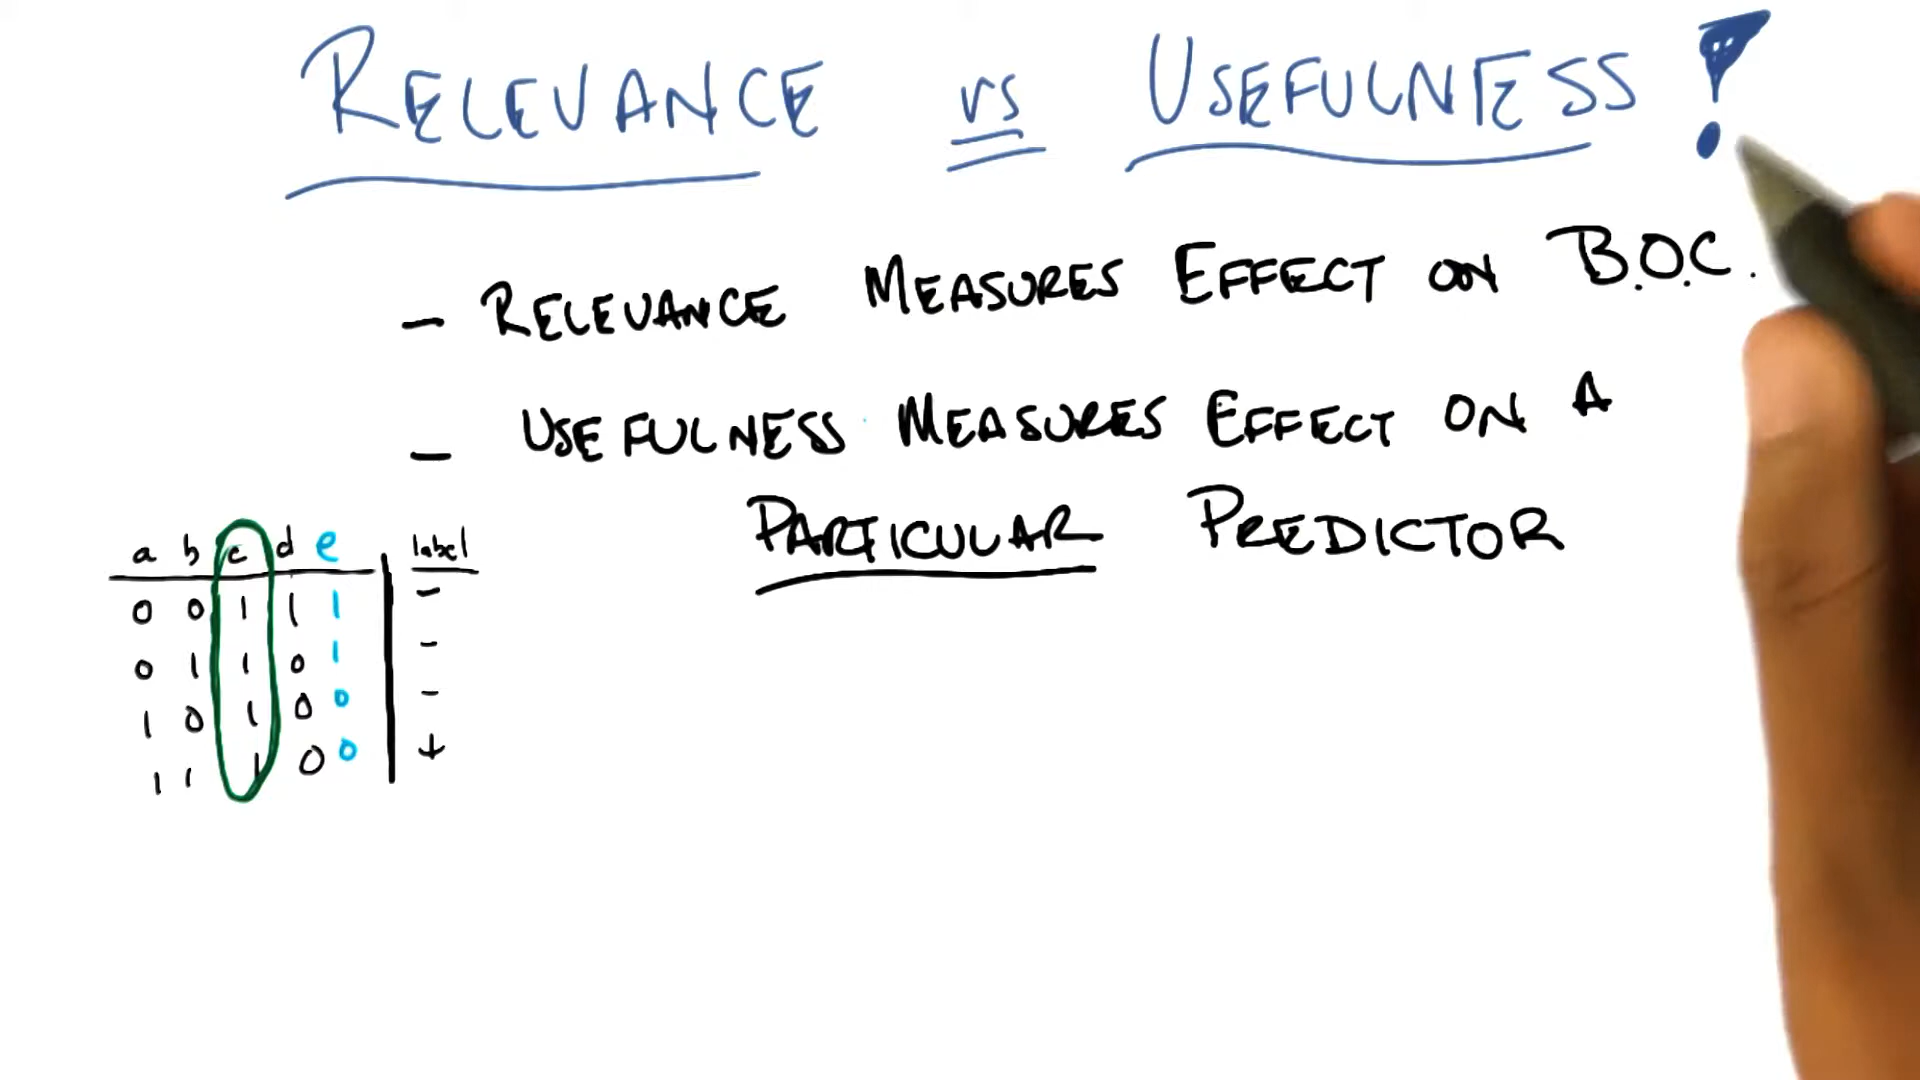 RELEVANCE vs USEFULNESS!
- RELEVANCE MEASURES EFFECT ON B.O.C.
- USEFULNESS MEASURES EFFECT ON A
PARTICULAR PREDICTOR
a b c d e label
0 0 1 1 1 -
0 1 1 0 1 -
1 0 1 0 0 -
1 1 1 0 0 +